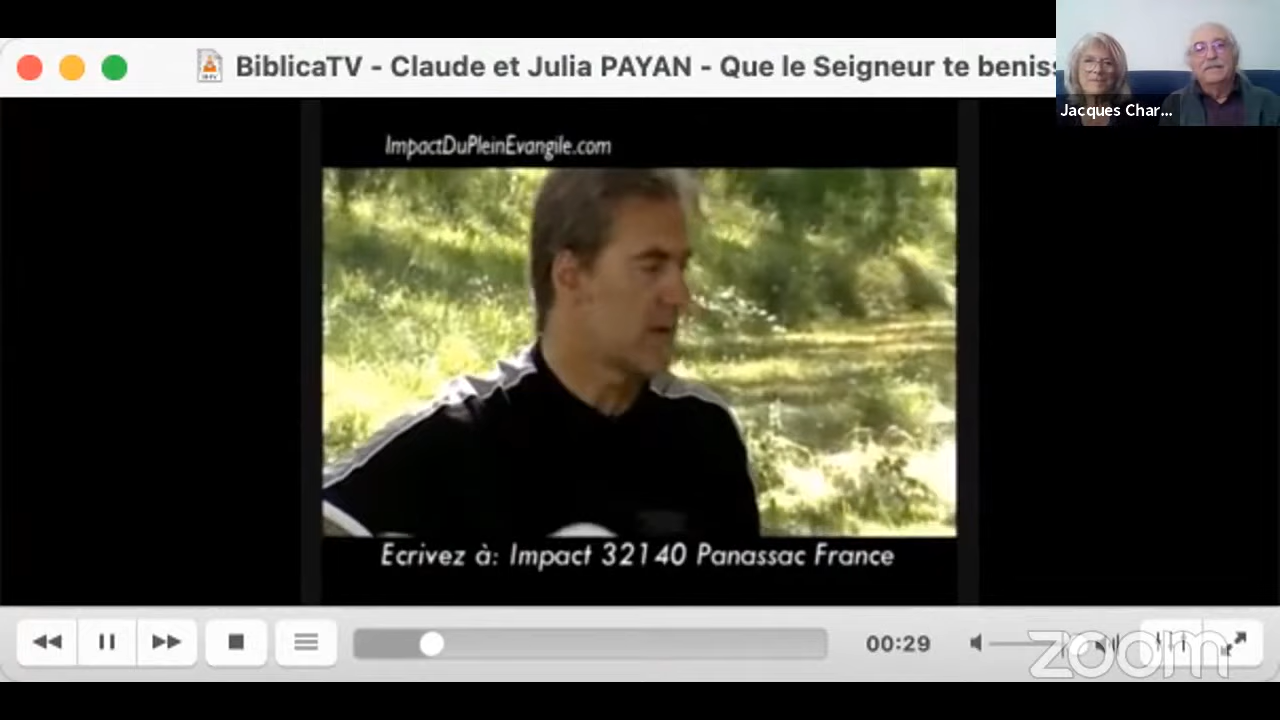 BiblicaTV - Claude et Julia PAYAN - Que le Seigneur te beniss
Jacques Char...
ImpactDuPleinEvangile.com
Ecrivez à: Impact 32140 Panassac France
00:29
zoom